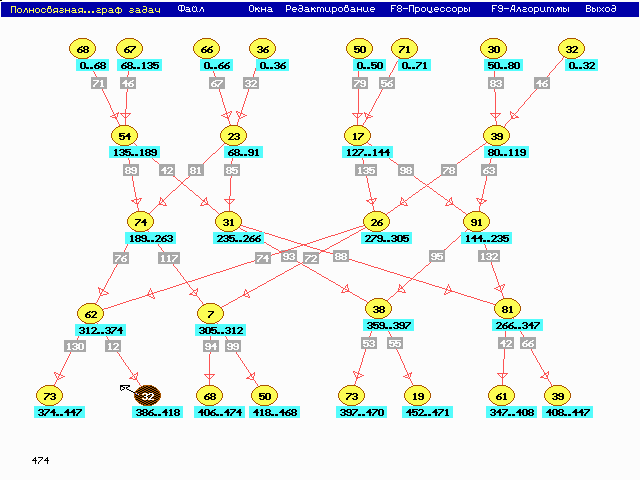 Полносвязная...граф задач Файл Окна Редактирование F8-Процессоры F9-Алгоритмы Выход
68 67 66 36 50 71 30 32
0..68 68..135 0..66 0..36 0..50 0..71 50..80 0..32
71 46 67 32 79 56 83 46
54 23 17 39
135..189 68..91 127..144 80..119
89 42 81 85 135 98 78 63
74 31 26 91
189..263 235..266 279..305 144..235
76 117 74 93 72 88 95 132
62 7 38 81
312..374 305..312 359..397 266..347
130 12 94 99 53 55 42 66
73 32 68 50 73 19 61 39
374..447 386..418 406..474 418..468 397..470 452..471 347..408 408..447
474